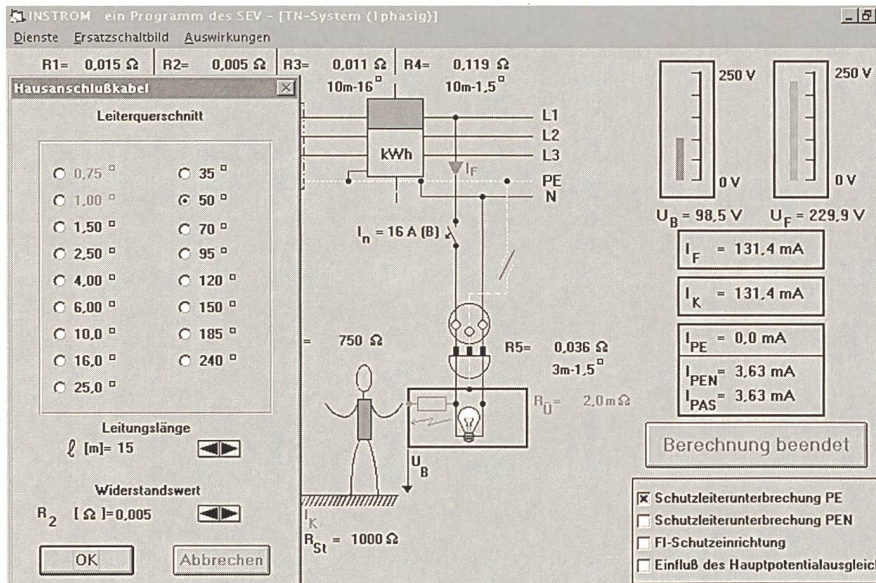 INSTROM ein Programm des SEV - [TN-System (1phasig)]
Dienste Ersatzschaltbild Auswirkungen
R1= 0,015 Ω R2= 0,005 Ω R3= 0,011 Ω R4= 0,119 Ω
10m-16 □ 10m-1,5 □
Hausanschlußkabel
Leiterquerschnitt
0,75 □ 35 □
1,00 □ 50 □
1,50 □ 70 □
2,50 □ 95 □
4,00 □ 120 □
6,00 □ 150 □
10,0 □ 185 □
16,0 □ 240 □
25,0 □
Leitungslänge
ℓ [m]= 15
Widerstandswert
R2 [Ω]=0,005
OK Abbrechen
kWh
L1
L2
L3
PE
N
IF
In = 16 A (B)
= 750 Ω
R5= 0,036 Ω
3m-1,5 □
RÜ = 2,0 mΩ
UB
IK
RSt = 1000 Ω
250 V 250 V
0 V 0 V
UB = 98,5 V UF = 229,9 V
IF = 131,4 mA
IK = 131,4 mA
IPE = 0,0 mA
IPEN = 3,63 mA
IPAS = 3,63 mA
Berechnung beendet
Schutzleiterunterbrechung PE
Schutzleiterunterbrechung PEN
FI-Schutzeinrichtung
Einfluß des Hauptpotentialausgleich